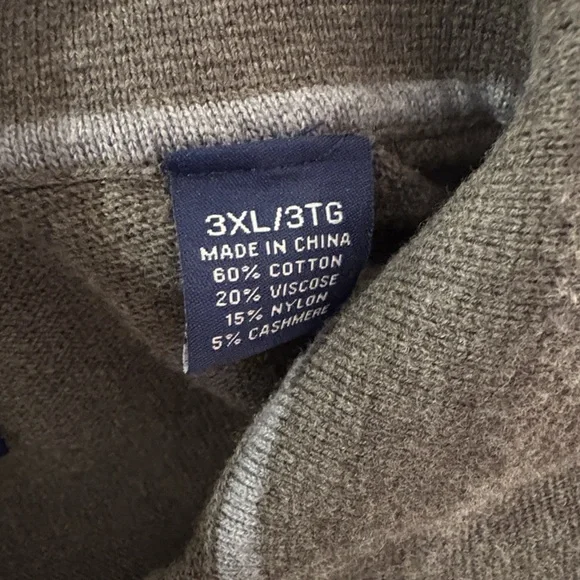 3XL/3TG
MADE IN CHINA
60% COTTON
20% VISCOSE
15% NYLON
5% CASHMERE